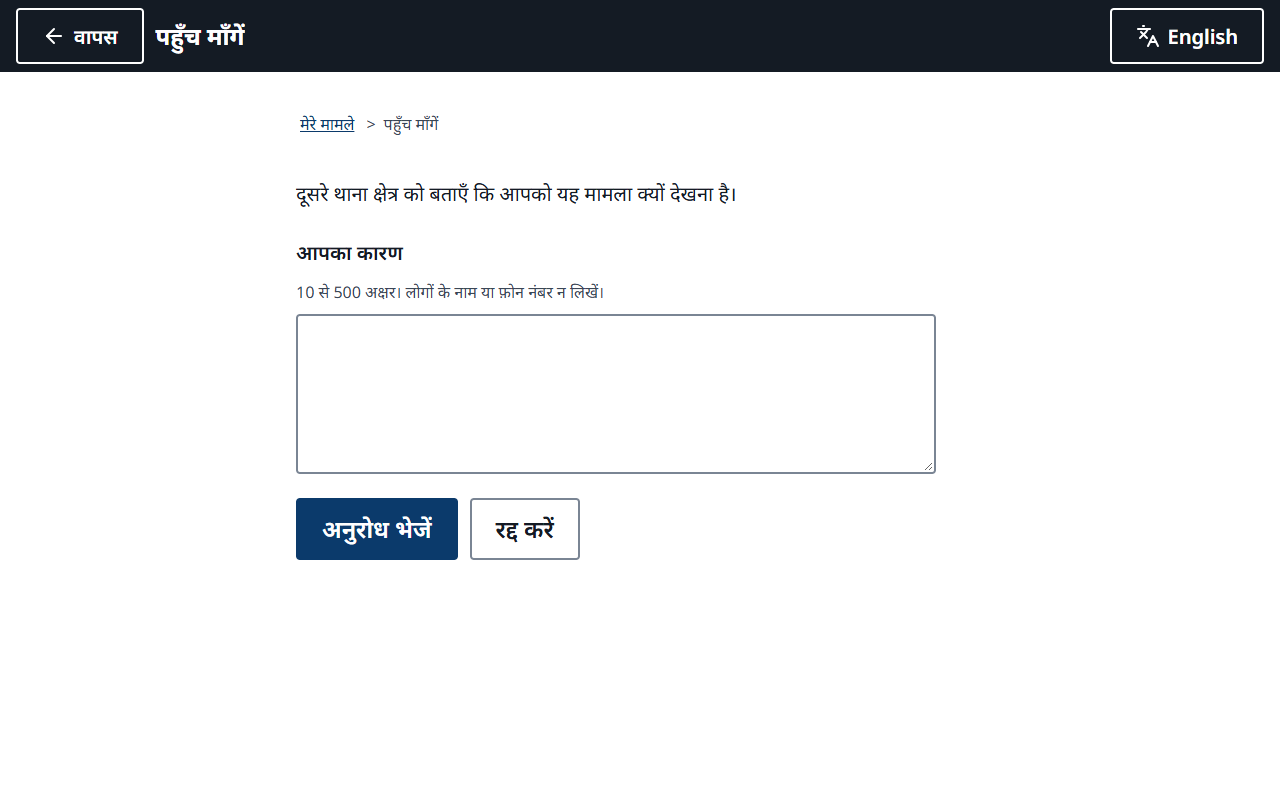 वापस
पहुँच माँगें
English
मेरे मामले > पहुँच माँगें
दूसरे थाना क्षेत्र को बताएँ कि आपको यह मामला क्यों देखना है।
आपका कारण
10 से 500 अक्षर। लोगों के नाम या फ़ोन नंबर न लिखें।
अनुरोध भेजें
रद्द करें